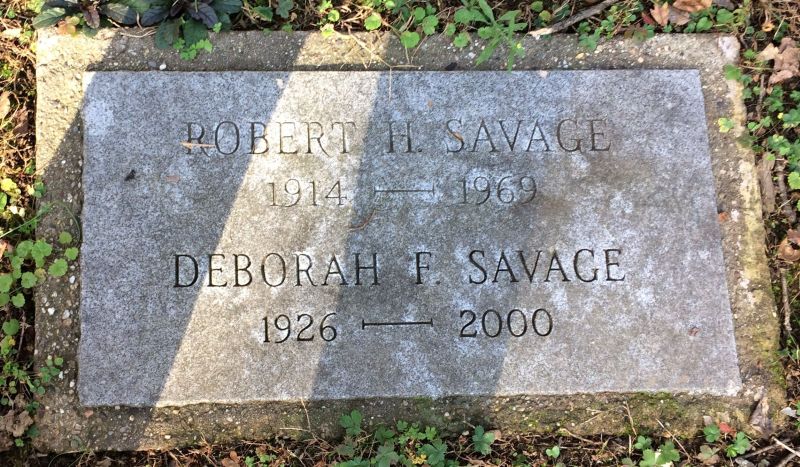 ROBERT H. SAVAGE
1914 — 1969
DEBORAH F. SAVAGE
1926 — 2000